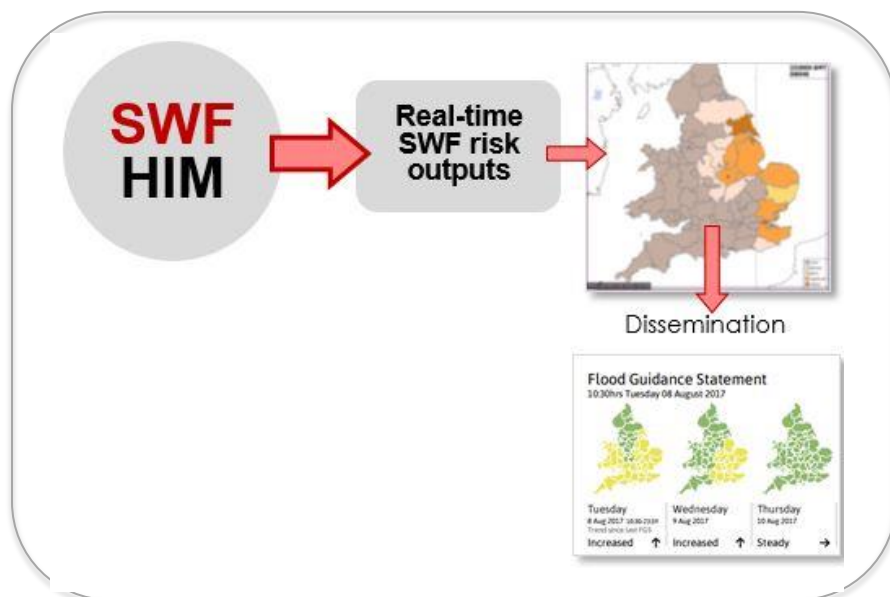 SWF
HIM
Real-time
SWF risk
outputs
Dissemination
Flood Guidance Statement
10:30hrs Tuesday 08 August 2017
Tuesday
8 Aug 2017
Trend since last FGS
Increased ↑
Wednesday
9 Aug 2017
Increased ↑
Thursday
10 Aug 2017
Steady →